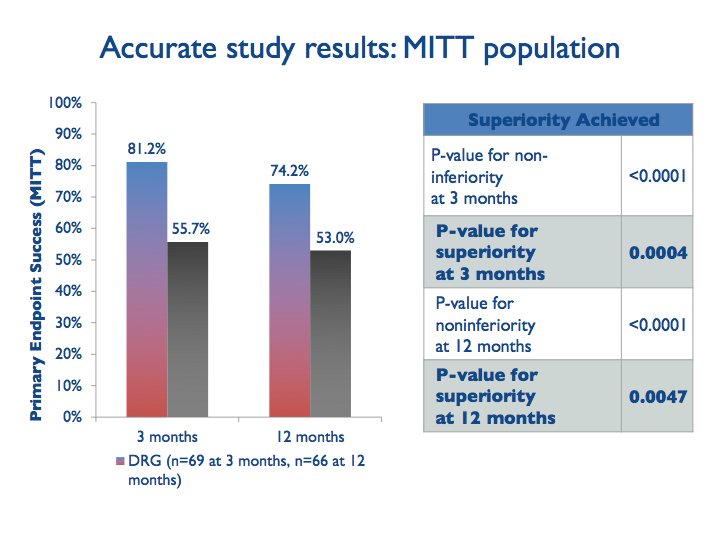 Accurate study results: MITT population
Primary Endpoint Success (MITT)
100%
90%
80%
70%
60%
50%
40%
30%
20%
10%
0%
81.2%
55.7%
74.2%
53.0%
3 months
12 months
DRG (n=69 at 3 months, n=66 at 12
months)
Superiority Achieved
P-value for non-
inferiority
at 3 months
<0.0001
P-value for
superiority
at 3 months
0.0004
P-value for
noninferiority
at 12 months
<0.0001
P-value for
superiority
at 12 months
0.0047